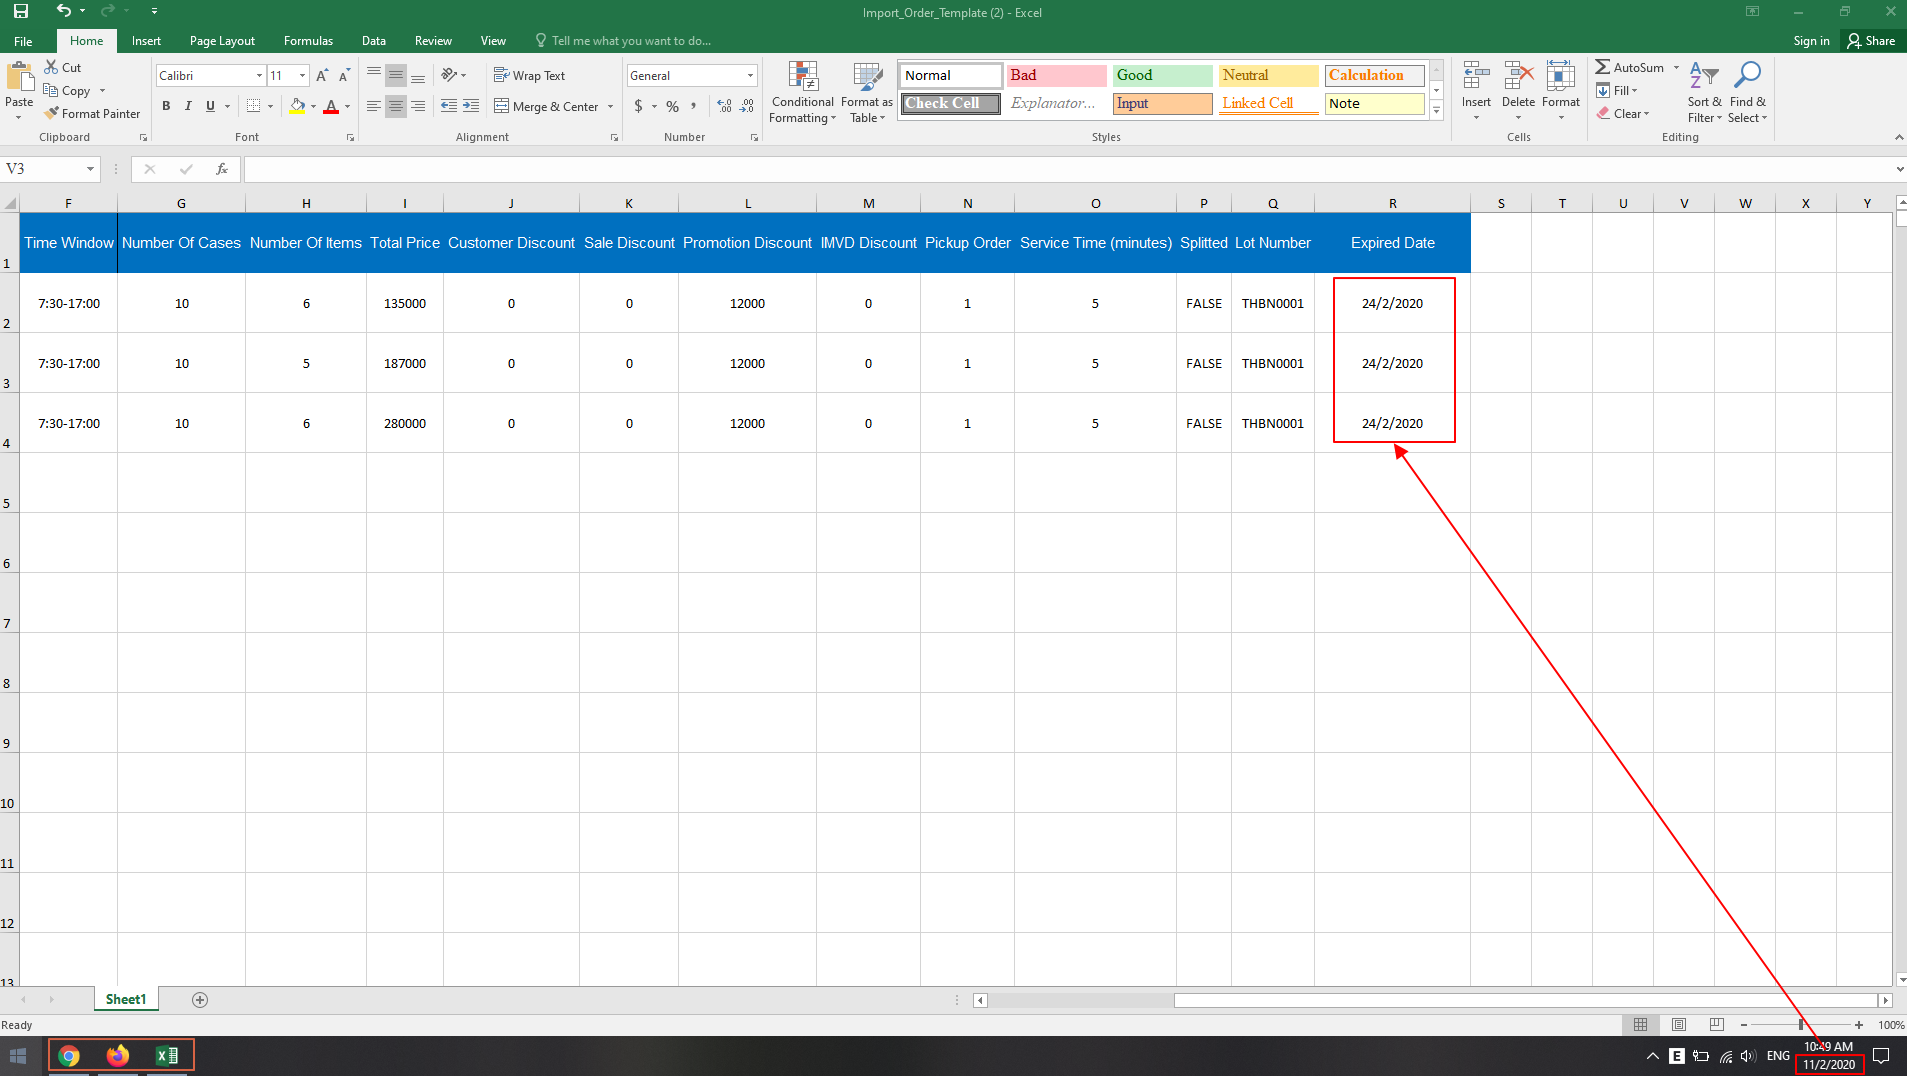 Import_Order_Template (2) - Excel
File Home Insert Page Layout Formulas Data Review View Tell me what you want to do... Sign in Share
Cut
Copy
Format Painter
Paste
Clipboard
Calibri 11
B I U
Font
Wrap Text
Merge & Center
Alignment
General
$ % ,
Number
Conditional Formatting
Format as Table
Normal Bad Good Neutral Calculation
Check Cell Explanator... Input Linked Cell Note
Styles
Insert Delete Format
Cells
AutoSum
Fill
Clear
Sort & Filter
Find & Select
Editing
V3 fx
F G H I J K L M N O P Q R S T U V W X Y
1 Time Window Number Of Cases Number Of Items Total Price Customer Discount Sale Discount Promotion Discount IMVD Discount Pickup Order Service Time (minutes) Splitted Lot Number Expired Date
2 7:30-17:00 10 6 135000 0 0 12000 0 1 5 FALSE THBN0001 24/2/2020
3 7:30-17:00 10 5 187000 0 0 12000 0 1 5 FALSE THBN0001 24/2/2020
4 7:30-17:00 10 6 280000 0 0 12000 0 1 5 FALSE THBN0001 24/2/2020
5
6
7
8
9
10
11
12
13
Sheet1
Ready 100%
ENG 10:49 AM
11/2/2020